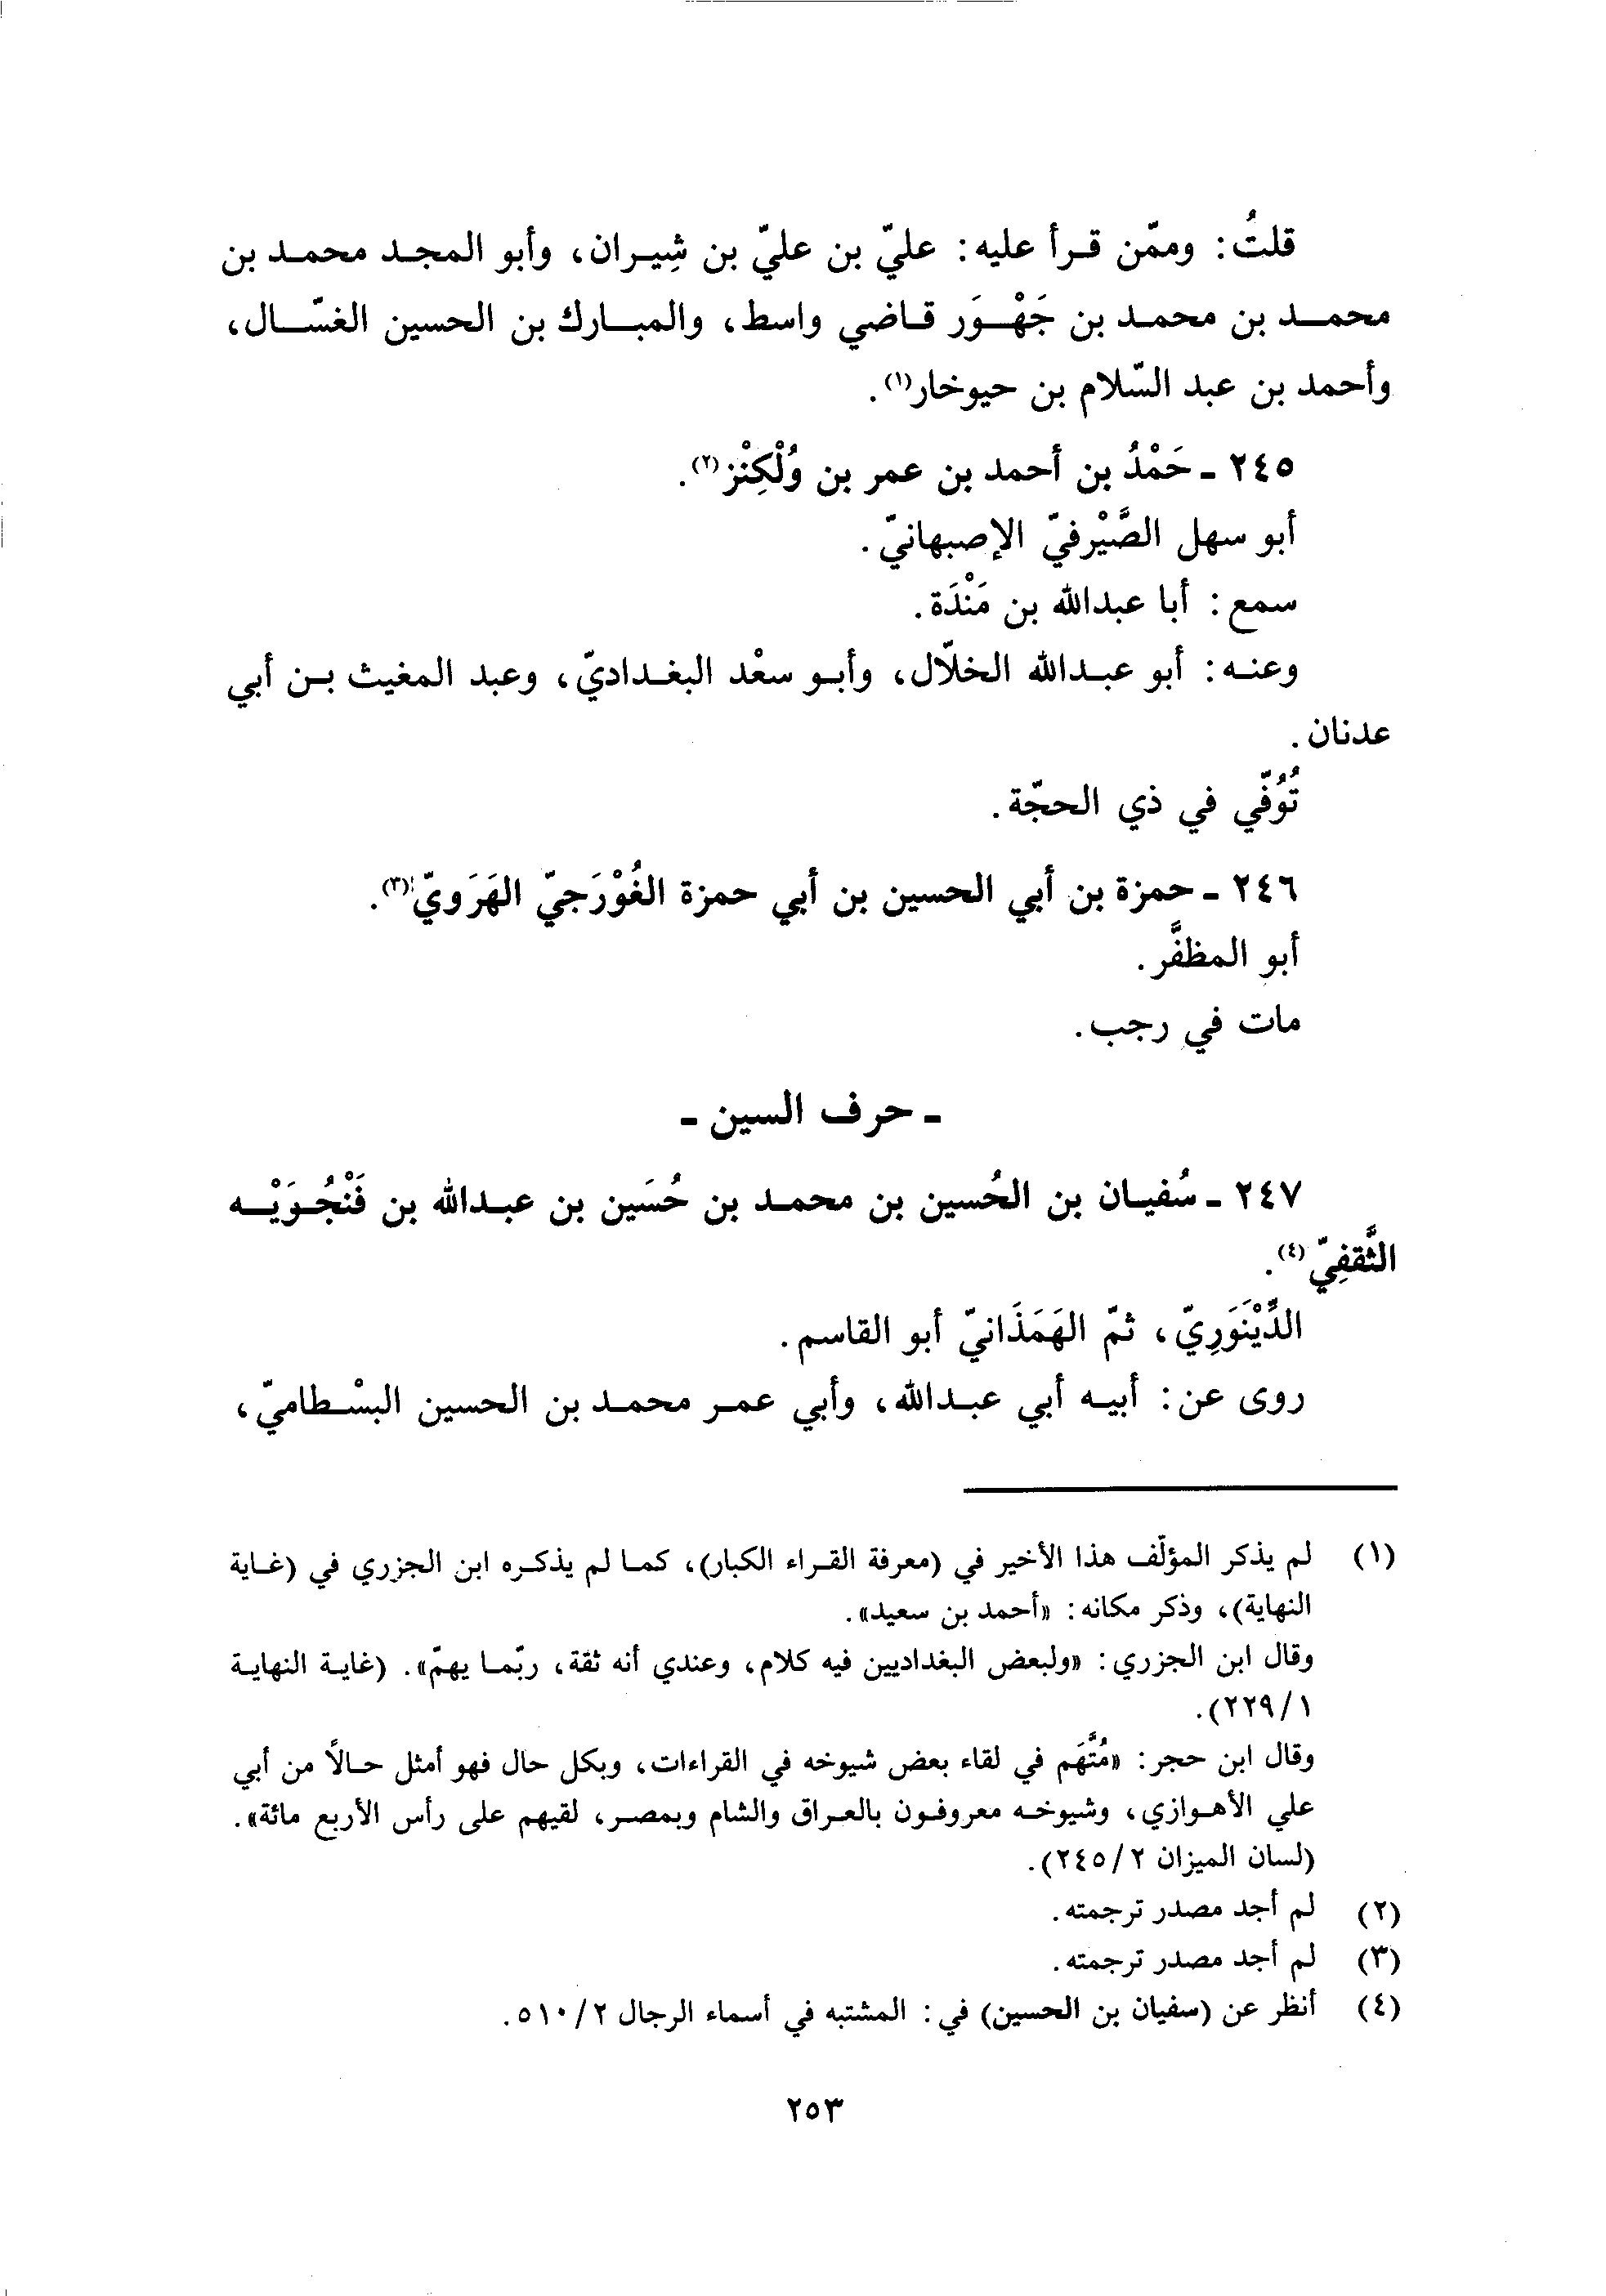 قلتُ: وممّن قرأ عليه: عليّ بن عليّ بن شِيران، وأبو المجد محمد بن
محمد بن محمد بن جَهْوَر قاضي واسط، والمبارك بن الحسين الغسّال،
وأحمد بن عبد السّلام بن حيوخار(١).
٢٤٥ ـ حَمْدُ بن أحمد بن عمر بن وُلْكِنْز(٢).
أبو سهل الصَّيْرفيّ الإصبهانيّ.
سمع: أبا عبدالله بن مَنْدَة.
وعنه: أبو عبدالله الخلّال، وأبو سعْد البغداديّ، وعبد المغيث بن أبي
عدنان.
تُوُفّي في ذي الحجّة.
٢٤٦ ـ حمزة بن أبي الحسين بن أبي حمزة الغُوْرَجيّ الهَرَويّ(٣).
أبو المظفَّر.
مات في رجب.
ـ حرف السين ـ
٢٤٧ ـ سُفيان بن الحُسين بن محمد بن حُسَين بن عبدالله بن فَنْجُوَيْه
الثَّقفِيّ(٤).
الدِّيْنَوَرِيّ، ثمّ الهَمَذَانيّ أبو القاسم.
روى عن: أبيه أبي عبدالله، وأبي عمر محمد بن الحسين البسْطاميّ،
(١) لم يذكر المؤلّف هذا الأخير في (معرفة القراء الكبار)، كما لم يذكره ابن الجزري في (غاية
النهاية)، وذكر مكانه: «أحمد بن سعيد».
وقال ابن الجزري: «ولبعض البغداديين فيه كلام، وعندي أنه ثقة، ربّما يهمّ». (غاية النهاية
٢٢٩/١).
وقال ابن حجر: «مُتَّهَم في لقاء بعض شيوخه في القراءات، وبكل حال فهو أمثل حالاً من أبي
علي الأهوازي، وشيوخه معروفون بالعراق والشام وبمصر، لقيهم على رأس الأربع مائة».
(لسان الميزان ٢٤٥/٢).
(٢) لم أجد مصدر ترجمته.
(٣) لم أجد مصدر ترجمته.
(٤) أنظر عن (سفيان بن الحسين) في: المشتبه في أسماء الرجال ٥١٠/٢.
٢٥٣